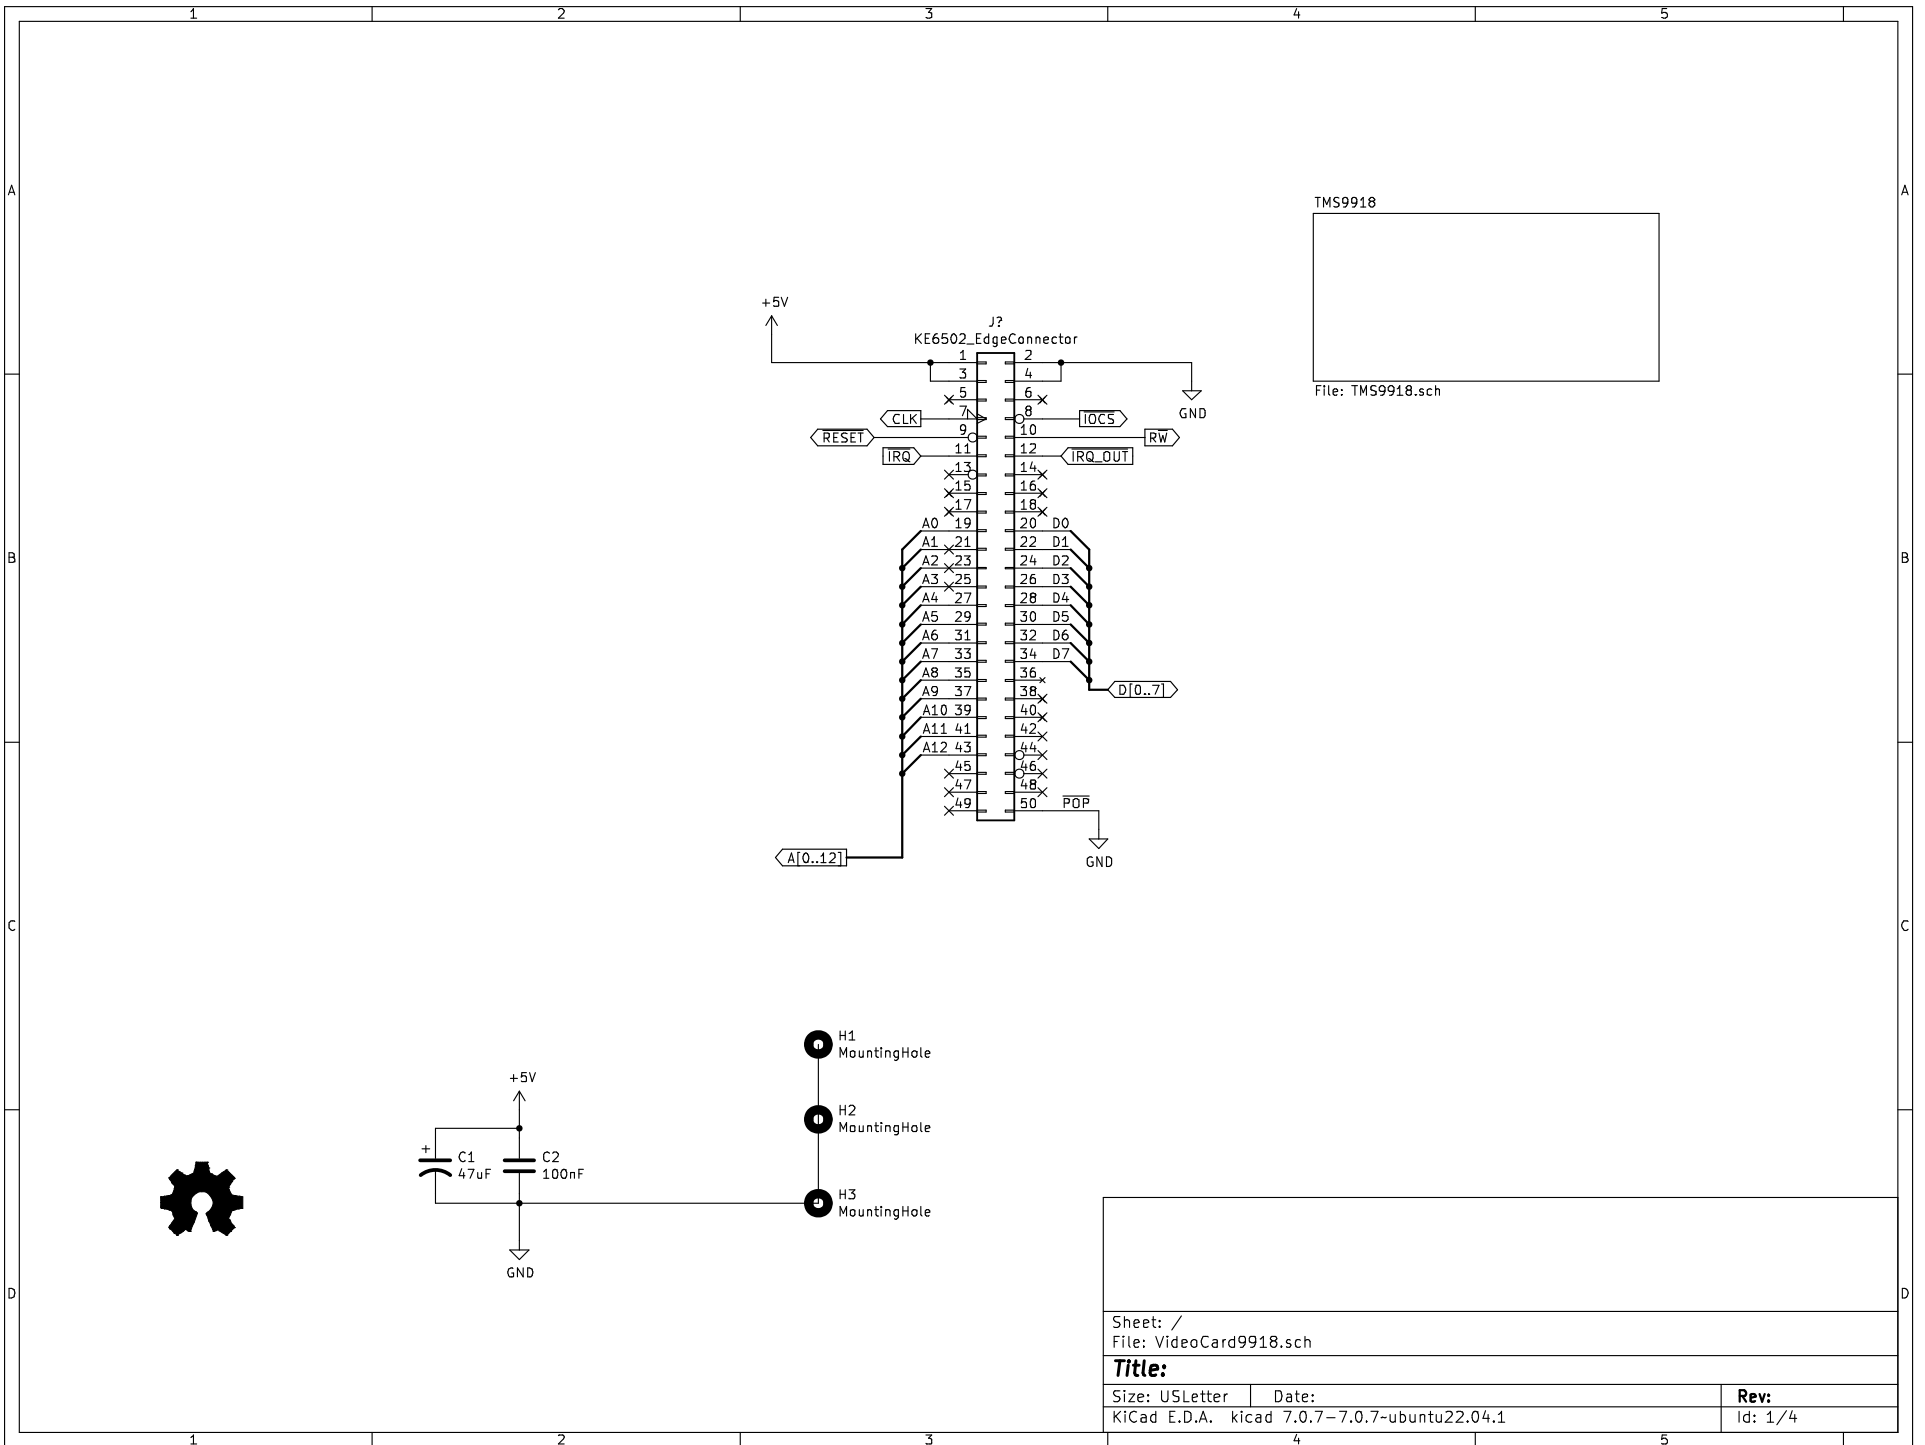 1 2 3 4 5
A A
TMS9918
+5V
J?
KE6502_EdgeConnector
1 2
3 4
File: TMS9918.sch
5 6
GND
CLK 7 8 IOCS
RESET 9 10 RW
IRQ 11 12 IRQ_OUT
13 14
15 16
17 18
A0 19 20 D0
A1 21 22 D1
B B
A2 23 24 D2
A3 25 26 D3
A4 27 28 D4
A5 29 30 D5
A6 31 32 D6
A7 33 34 D7
A8 35 36
A9 37 38 D[0..7]
A10 39 40
A11 41 42
A12 43 44
45 46
47 48
49 50 POP
A[0..12] GND
C C
H1
MountingHole
+5V
H2
MountingHole
+
C1 C2
47uF 100nF
H3
MountingHole
GND
D D
Sheet: /
File: VideoCard9918.sch
Title:
Size: USLetter Date: Rev:
KiCad E.D.A. kicad 7.0.7-7.0.7~ubuntu22.04.1 Id: 1/4
1 2 3 4 5